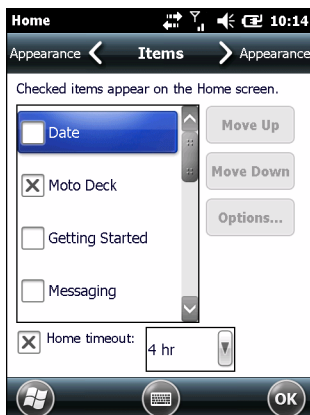 Home 10:14
Appearance Items Appearance
Checked items appear on the Home screen.
Date
Moto Deck
Getting Started
Messaging
Move Up
Move Down
Options...
Home timeout: 4 hr
OK